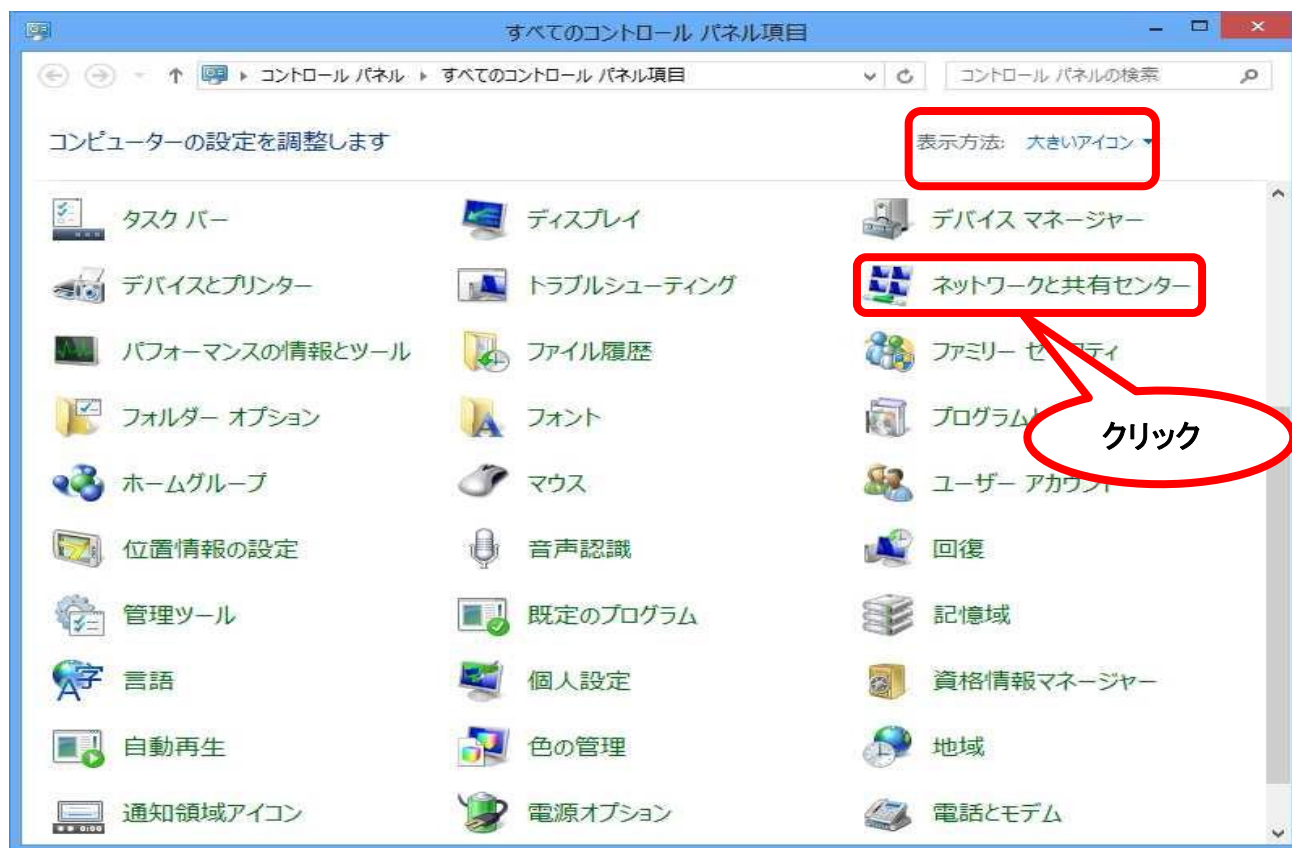 すべてのコントロール パネル項目
コントロール パネル ▸ すべてのコントロール パネル項目
コントロール パネルの検索
コンピューターの設定を調整します
表示方法: 大きいアイコン
タスク バー
ディスプレイ
デバイス マネージャー
デバイスとプリンター
トラブルシューティング
ネットワークと共有センター
パフォーマンスの情報とツール
ファイル履歴
ファミリー セ
ティ
フォルダー オプション
フォント
プログラム
クリック
ホームグループ
マウス
ユーザー アカウント
位置情報の設定
音声認識
回復
管理ツール
既定のプログラム
記憶域
言語
個人設定
資格情報マネージャー
自動再生
色の管理
地域
通知領域アイコン
電源オプション
電話とモデム